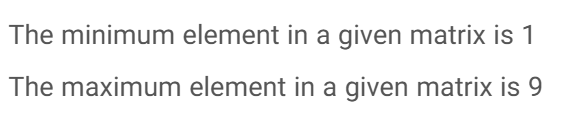 The minimum element in a given matrix is 1
The maximum element in a given matrix is 9